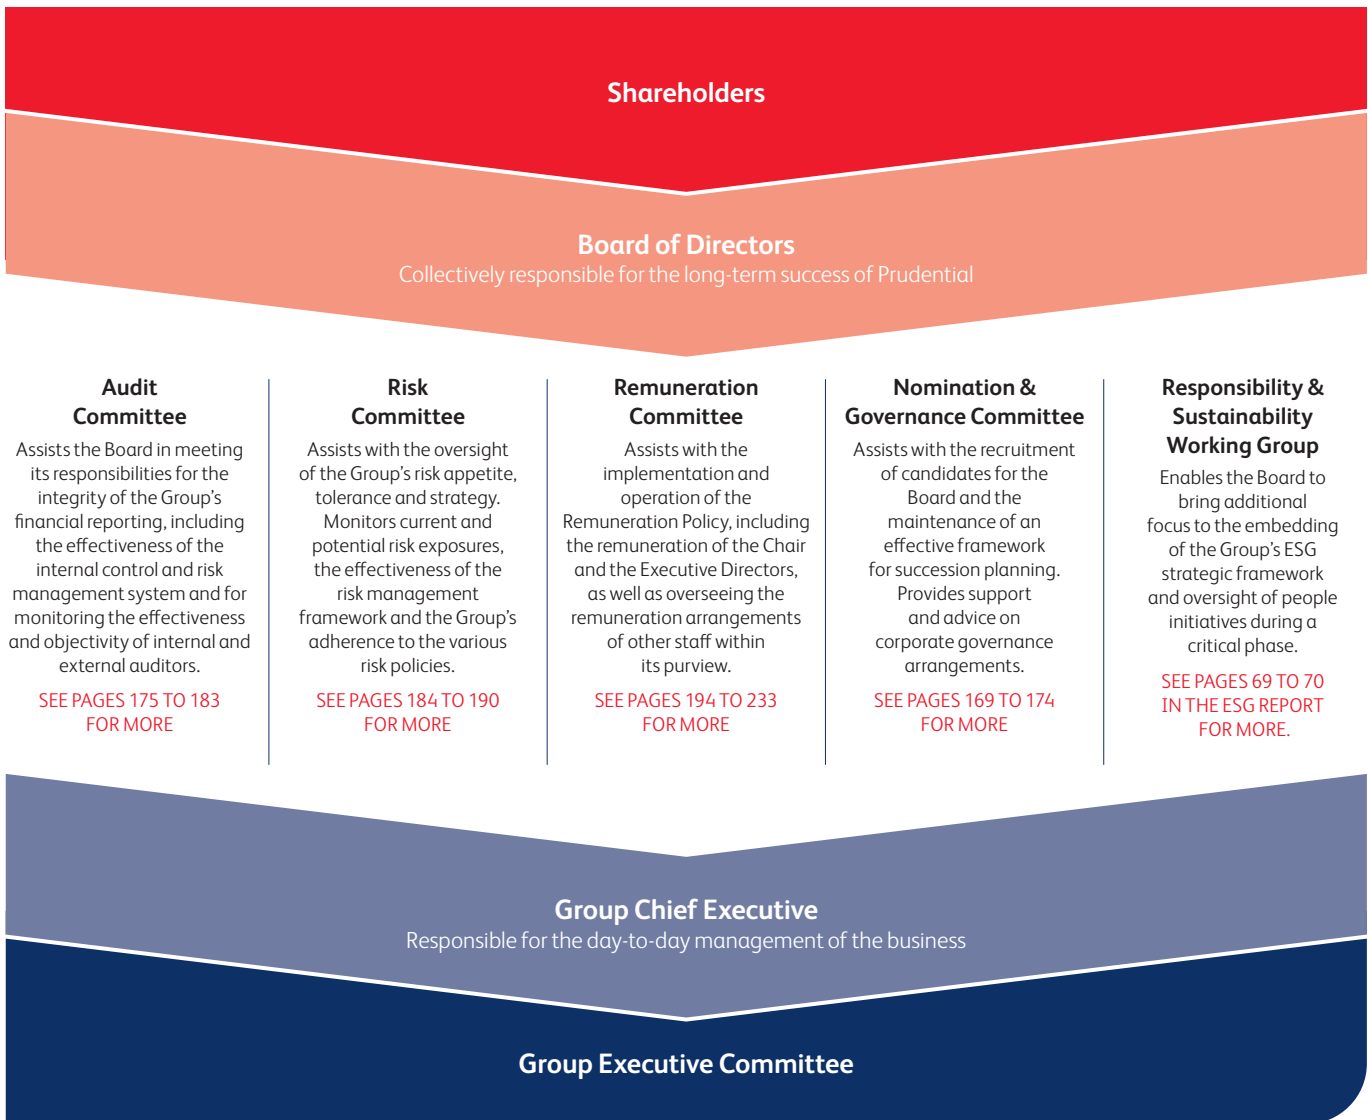 Shareholders
Board of Directors
Collectively responsible for the long-term success of Prudential
Audit
Committee
Assists the Board in meeting
its responsibilities for the
integrity of the Group’s
financial reporting, including
the effectiveness of the
internal control and risk
management system and for
monitoring the effectiveness
and objectivity of internal and
external auditors.
SEE PAGES 175 TO 183
FOR MORE
Risk
Committee
Assists with the oversight
of the Group’s risk appetite,
tolerance and strategy.
Monitors current and
potential risk exposures,
the effectiveness of the
risk management
framework and the Group’s
adherence to the various
risk policies.
SEE PAGES 184 TO 190
FOR MORE
Remuneration
Committee
Assists with the
implementation and
operation of the
Remuneration Policy, including
the remuneration of the Chair
and the Executive Directors,
as well as overseeing the
remuneration arrangements
of other staff within
its purview.
SEE PAGES 194 TO 233
FOR MORE
Nomination &
Governance Committee
Assists with the recruitment
of candidates for the
Board and the
maintenance of an
effective framework
for succession planning.
Provides support
and advice on
corporate governance
arrangements.
SEE PAGES 169 TO 174
FOR MORE
Responsibility &
Sustainability
Working Group
Enables the Board to
bring additional
focus to the embedding
of the Group’s ESG
strategic framework
and oversight of people
initiatives during a
critical phase.
SEE PAGES 69 TO 70
IN THE ESG REPORT
FOR MORE.
Group Chief Executive
Responsible for the day-to-day management of the business
Group Executive Committee